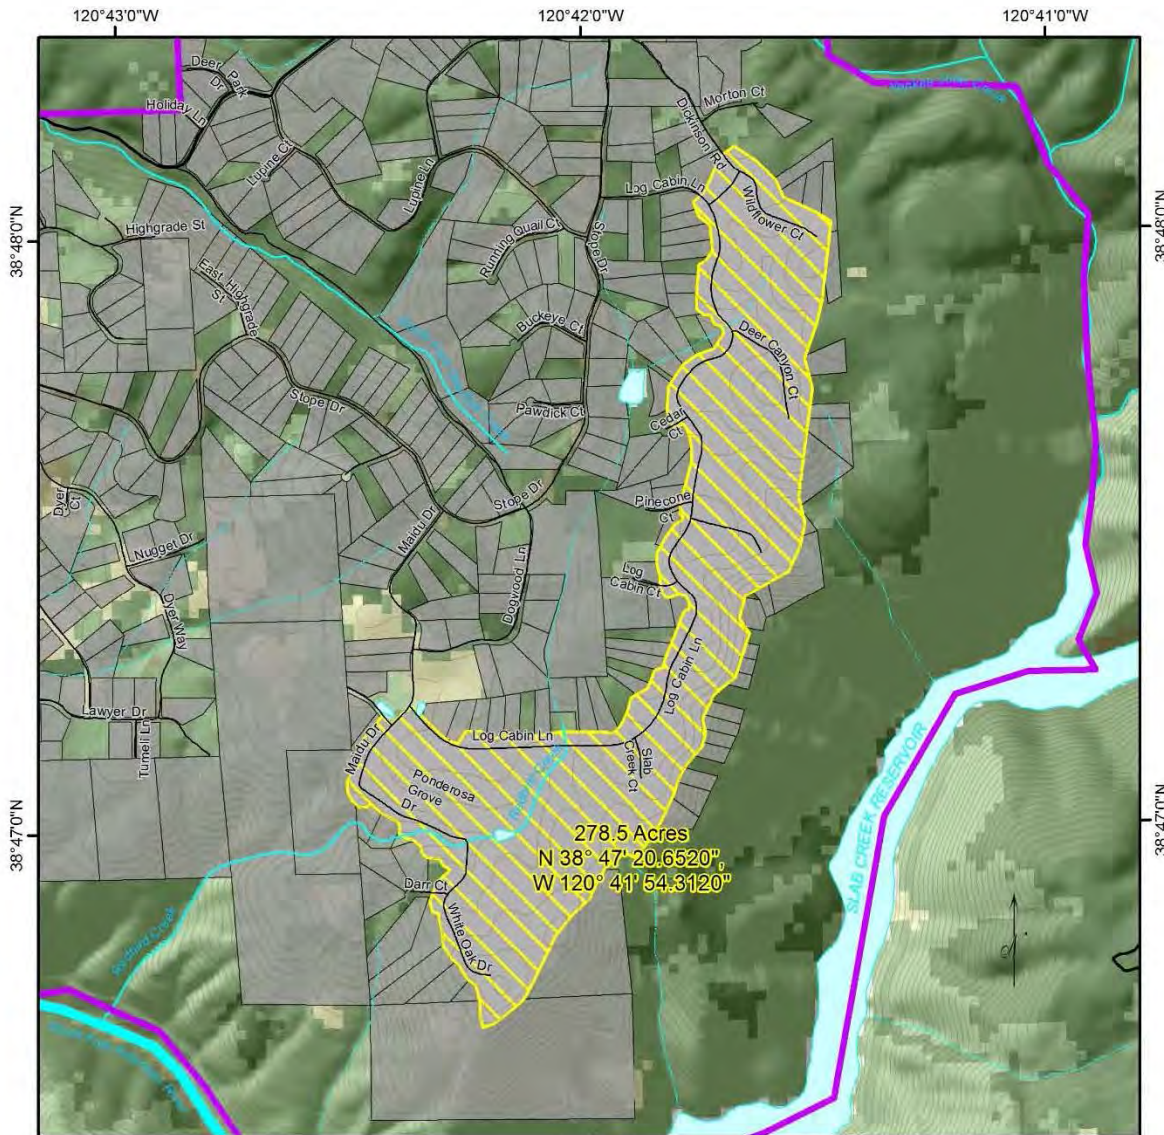 120°43'0"W
120°42'0"W
120°41'0"W
Deer Park
Dr
Holiday Ln
Morton Ct
Dickinson Rd
Lupine Ct
Lupine Ln
Log Cabin Ln
Wildflower Ct
38°48'0"N
38°48'0"N
Highgrade St
Running Quail Ct
Stope Dr
East Highgrade
St
Buckeye Ct
Deer Canyon Ct
Stope Dr
Pawdick Ct
Cedar
Ct
Dyer
Ct
Stope Dr
Pinecone
Ct
Nugget Dr
Maidu Dr
Dogwood Ln
Log
Cabin Ct
Dyer Way
Log Cabin Ln
Lawyer Dr
Tumeli Ln
Maidu Dr
Log Cabin Ln
Slab
Creek Ct
Ponderosa
Grove
Dr
SLAB CREEK RESERVOIR
38°47'0"N
38°47'0"N
278.5 Acres
N 38° 47' 20.6520",
W 120° 41' 54.3120"
Darr Ct
White Oak Dr